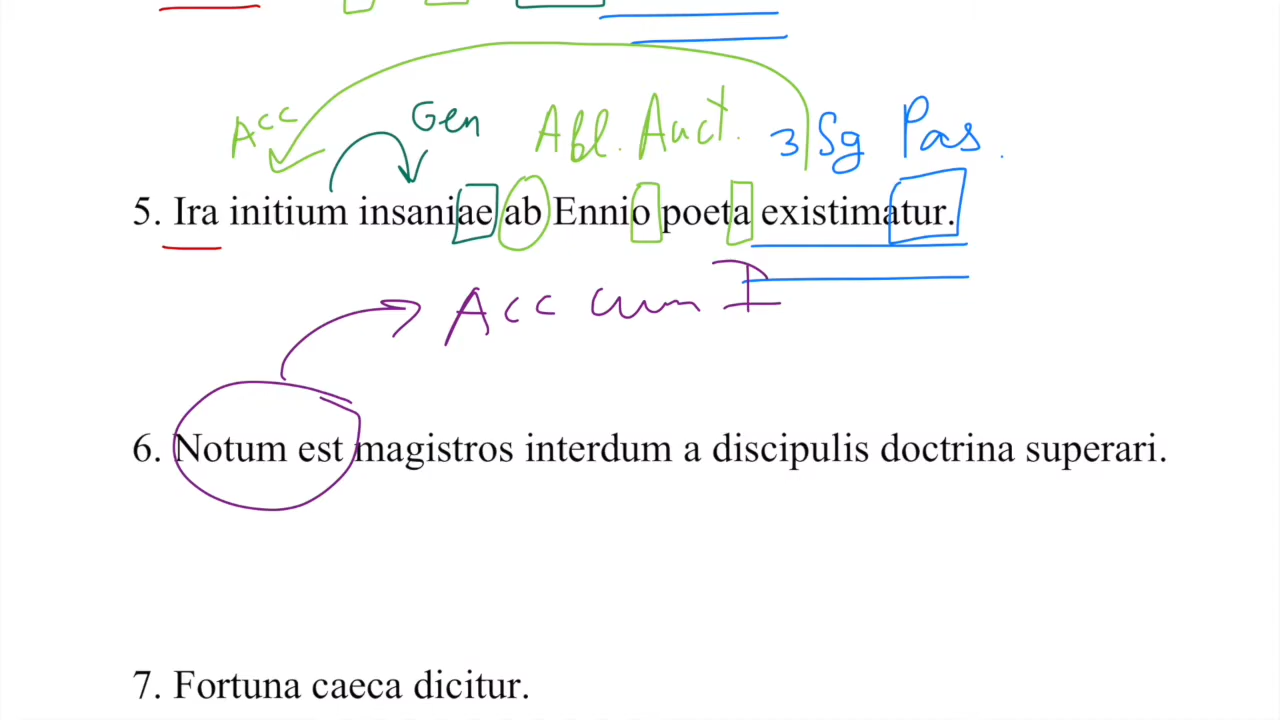 Acc Gen Abl. Auct. 3 Sg Pas.
5. Ira initium insaniae ab Ennio poeta existimatur.
Acc cum I
6. Notum est magistros interdum a discipulis doctrina superari.
7. Fortuna caeca dicitur.